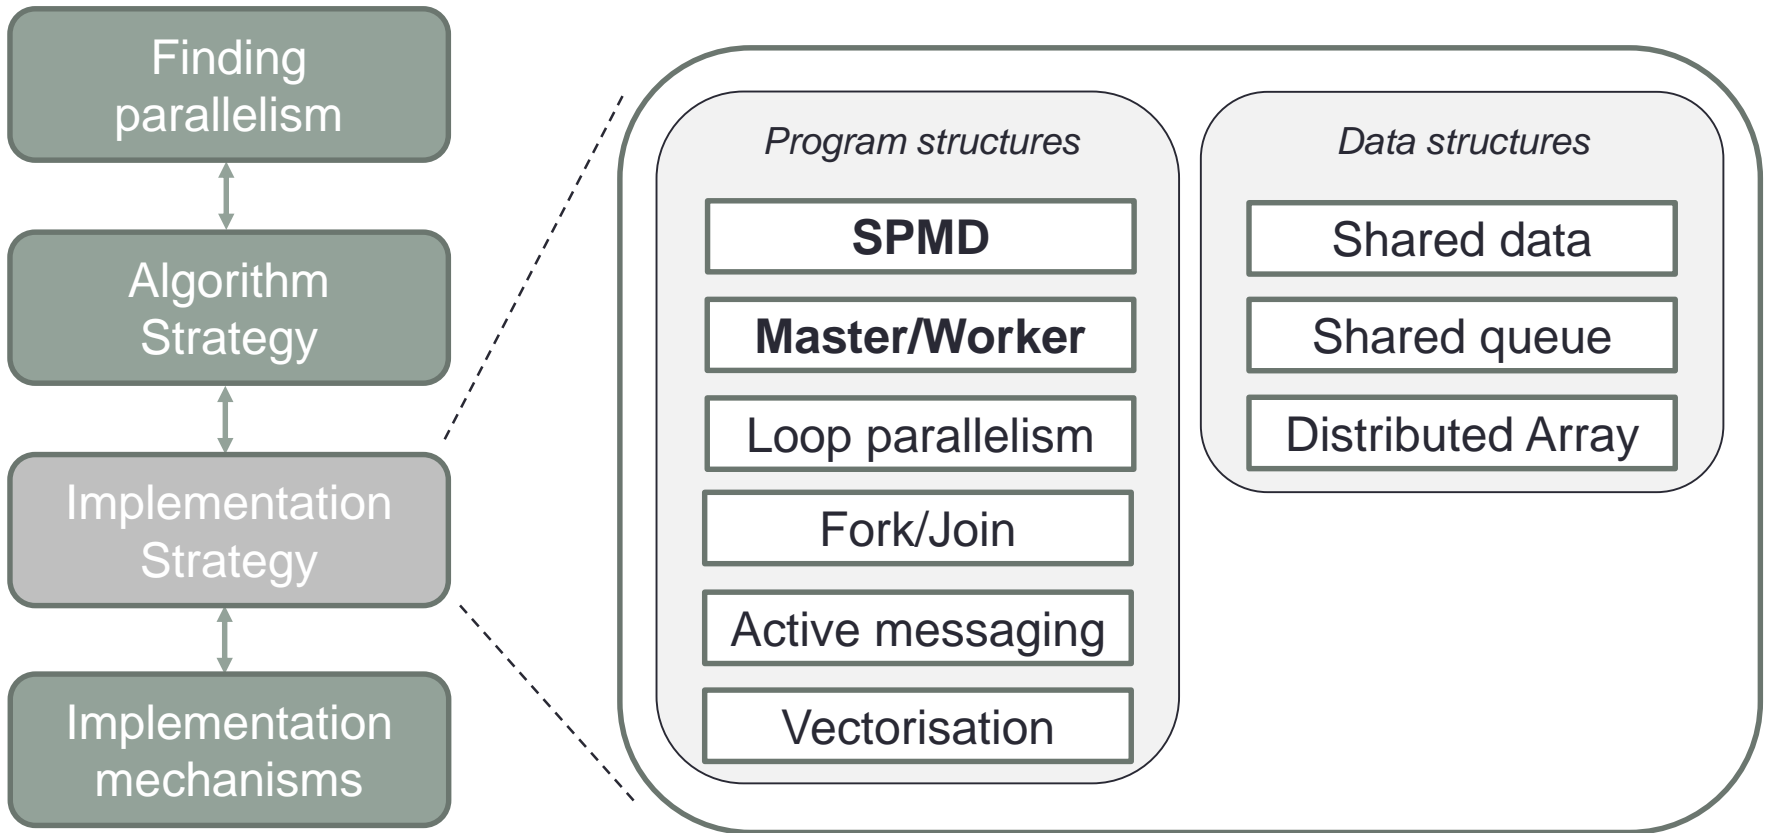 Finding
parallelism
Algorithm
Strategy
Implementation
Strategy
Implementation
mechanisms
Program structures
SPMD
Master/Worker
Loop parallelism
Fork/Join
Active messaging
Vectorisation
Data structures
Shared data
Shared queue
Distributed Array